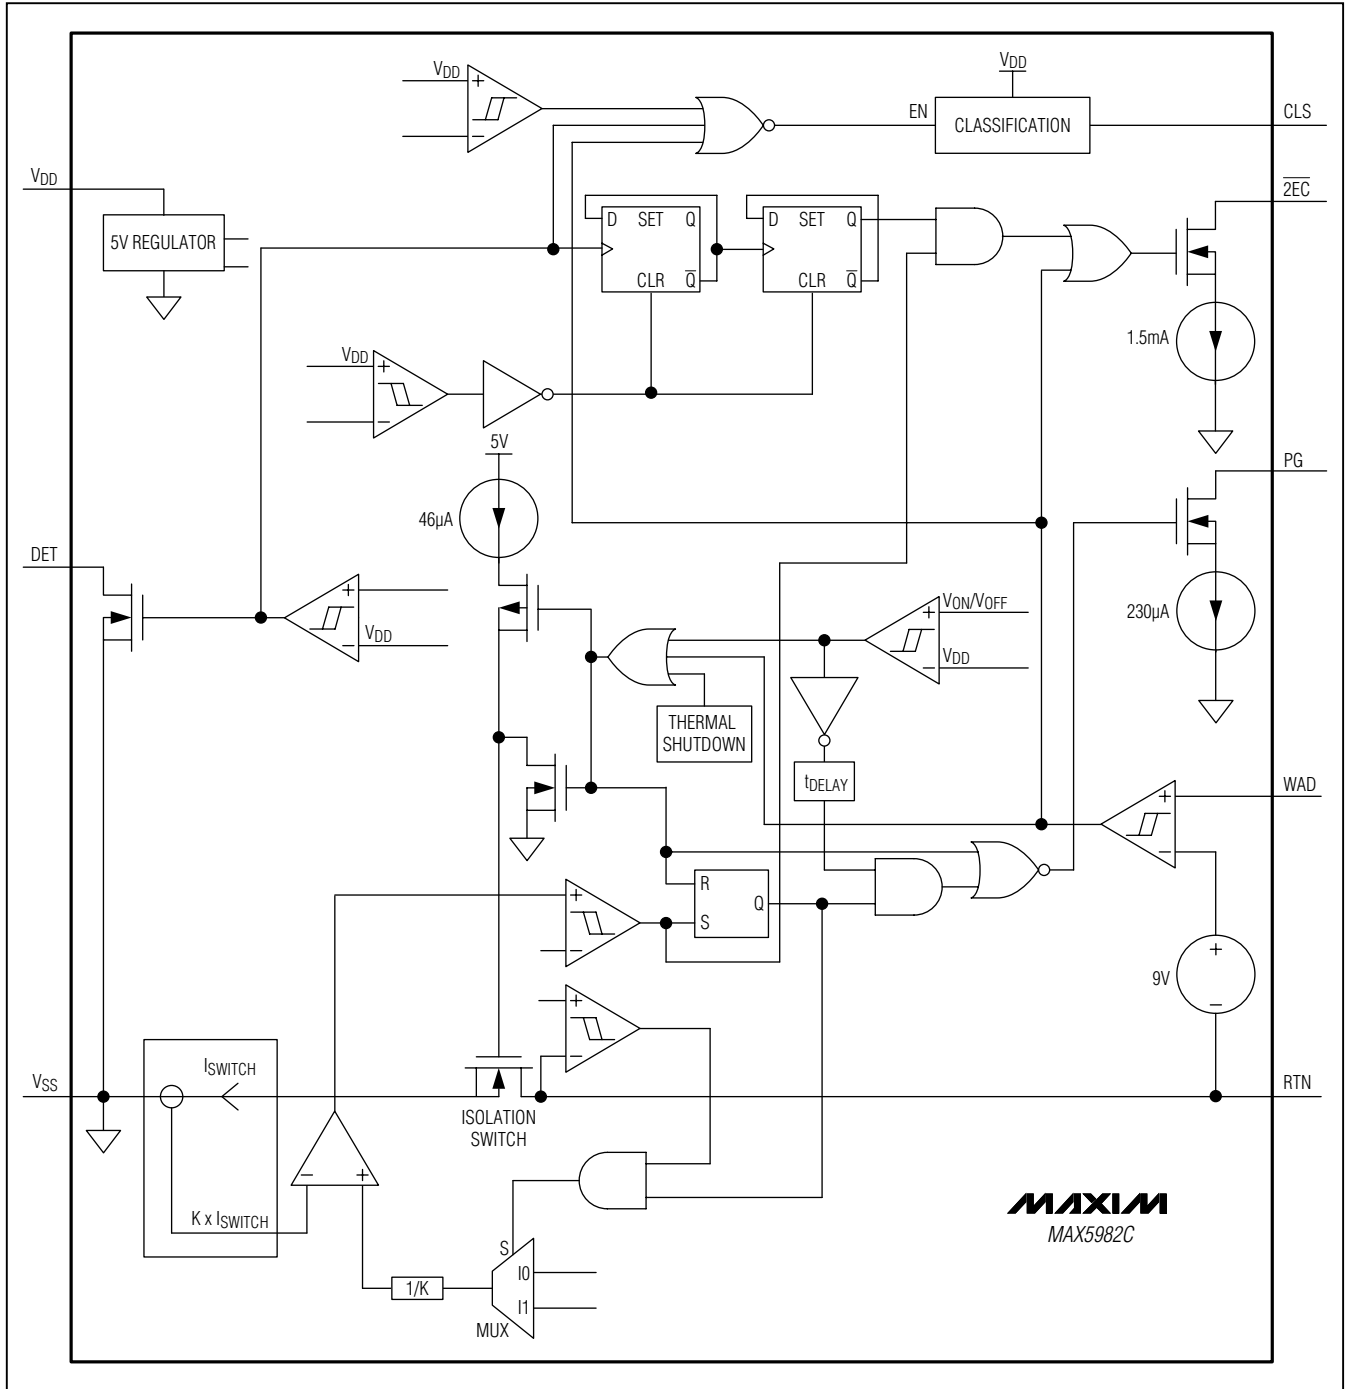 VDD
+
−
VDD
EN
CLASSIFICATION
CLS
VDD
5V REGULATOR
D SET Q
CLR Q̅
D SET Q
CLR Q̅
2̅E̅C̅
1.5mA
VDD
+
−
5V
46µA
PG
230µA
DET
+
VDD
−
VON/VOFF
+
VDD
−
THERMAL
SHUTDOWN
tDELAY
WAD
+
−
R
S
Q
+
−
+
−
9V
+
−
VSS
ISWITCH
ISOLATION
SWITCH
RTN
− +
K x ISWITCH
S
I0
I1
1/K
MUX
MAXIM
MAX5982C